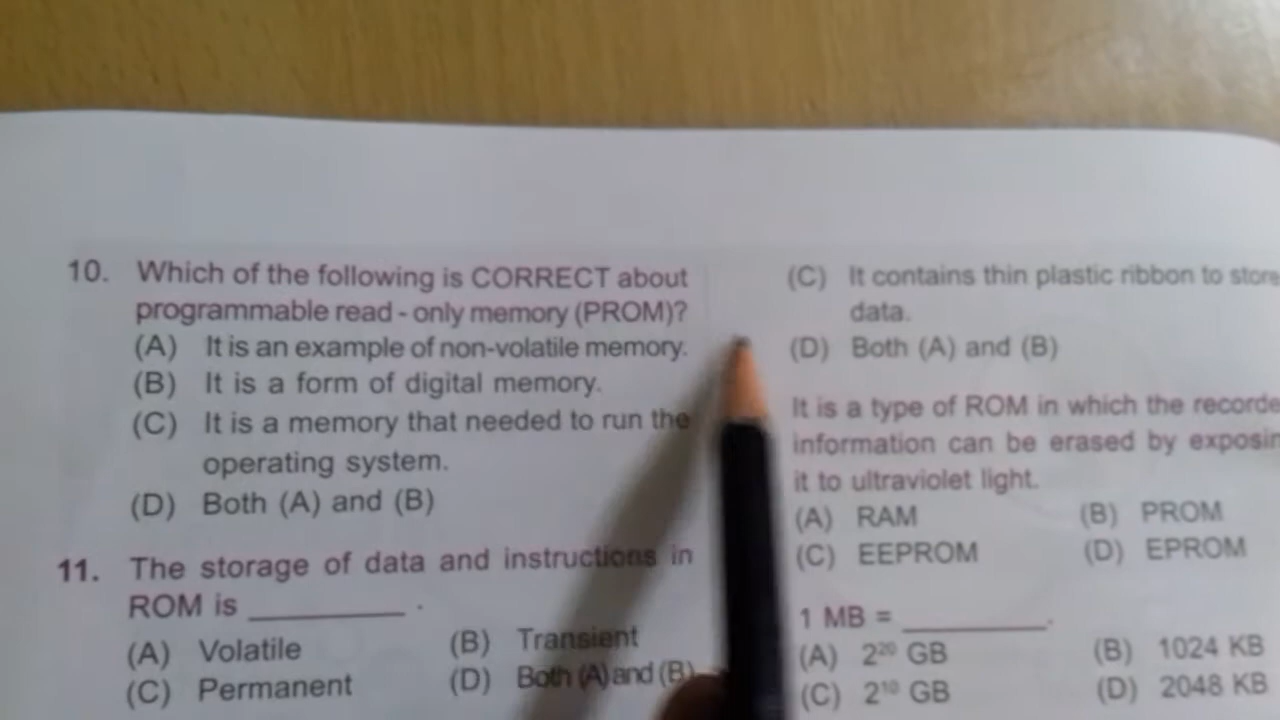 10. Which of the following is CORRECT about
programmable read - only memory (PROM)?
(A) It is an example of non-volatile memory.
(B) It is a form of digital memory.
(C) It is a memory that needed to run the
operating system.
(D) Both (A) and (B)
11. The storage of data and instructions in
ROM is ________ .
(A) Volatile (B) Transient
(C) Permanent (D) Both (A) and (B)
(C) It contains thin plastic ribbon to store
data.
(D) Both (A) and (B)
It is a type of ROM in which the
information can be erased by
it to ultraviolet light.
(A) RAM (B) PROM
(C) EEPROM (D) EPROM
1 MB = ________.
(A) 2²⁰ GB (B) 1024 KB
(C) 2¹⁰ GB (D) 2048 KB